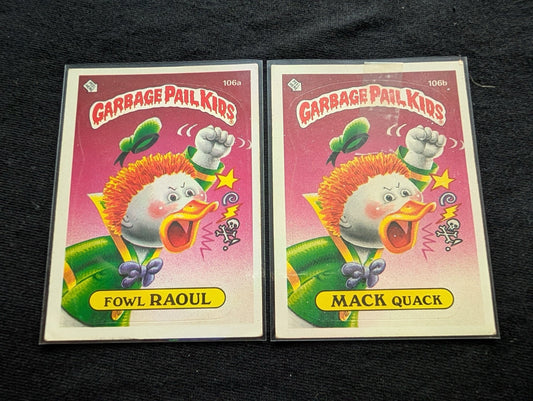 106a
GARBAGE PAIL KIDS
FOWL RAOUL
106b
GARBAGE PAIL KIDS
MACK QUACK